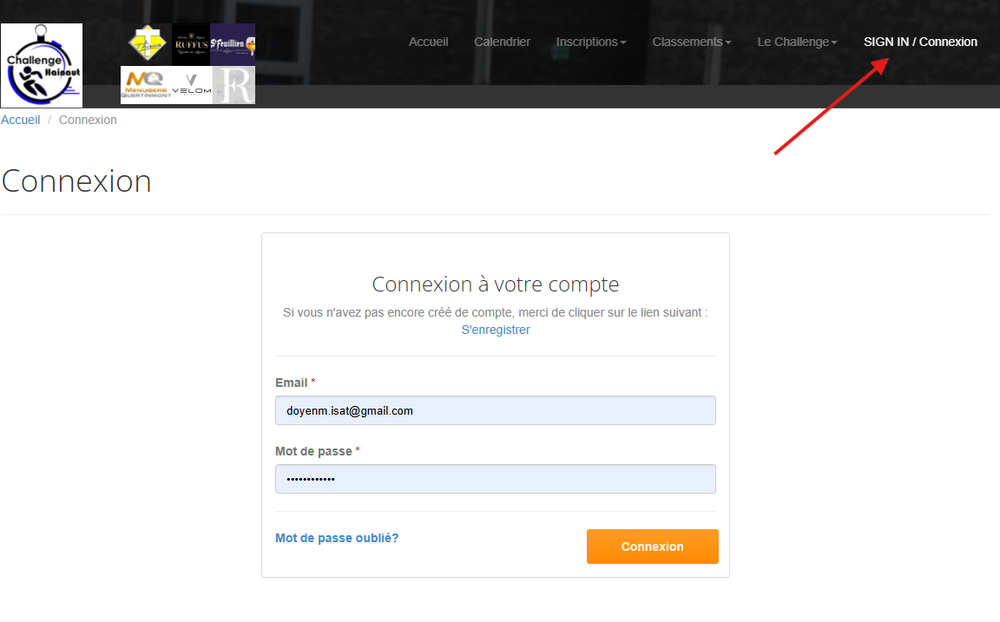 Challenge
Hainaut
RUFFUS
St Feuillien
MQ
MENUISERIE
QUERTINMONT
VELOM
FR
Accueil
Calendrier
Inscriptions
Classements
Le Challenge
SIGN IN / Connexion
Accueil / Connexion
Connexion
Connexion à votre compte
Si vous n'avez pas encore créé de compte, merci de cliquer sur le lien suivant :
S'enregistrer
Email *
doyenm.isat@gmail.com
Mot de passe *
••••••••••••
Mot de passe oublié?
Connexion